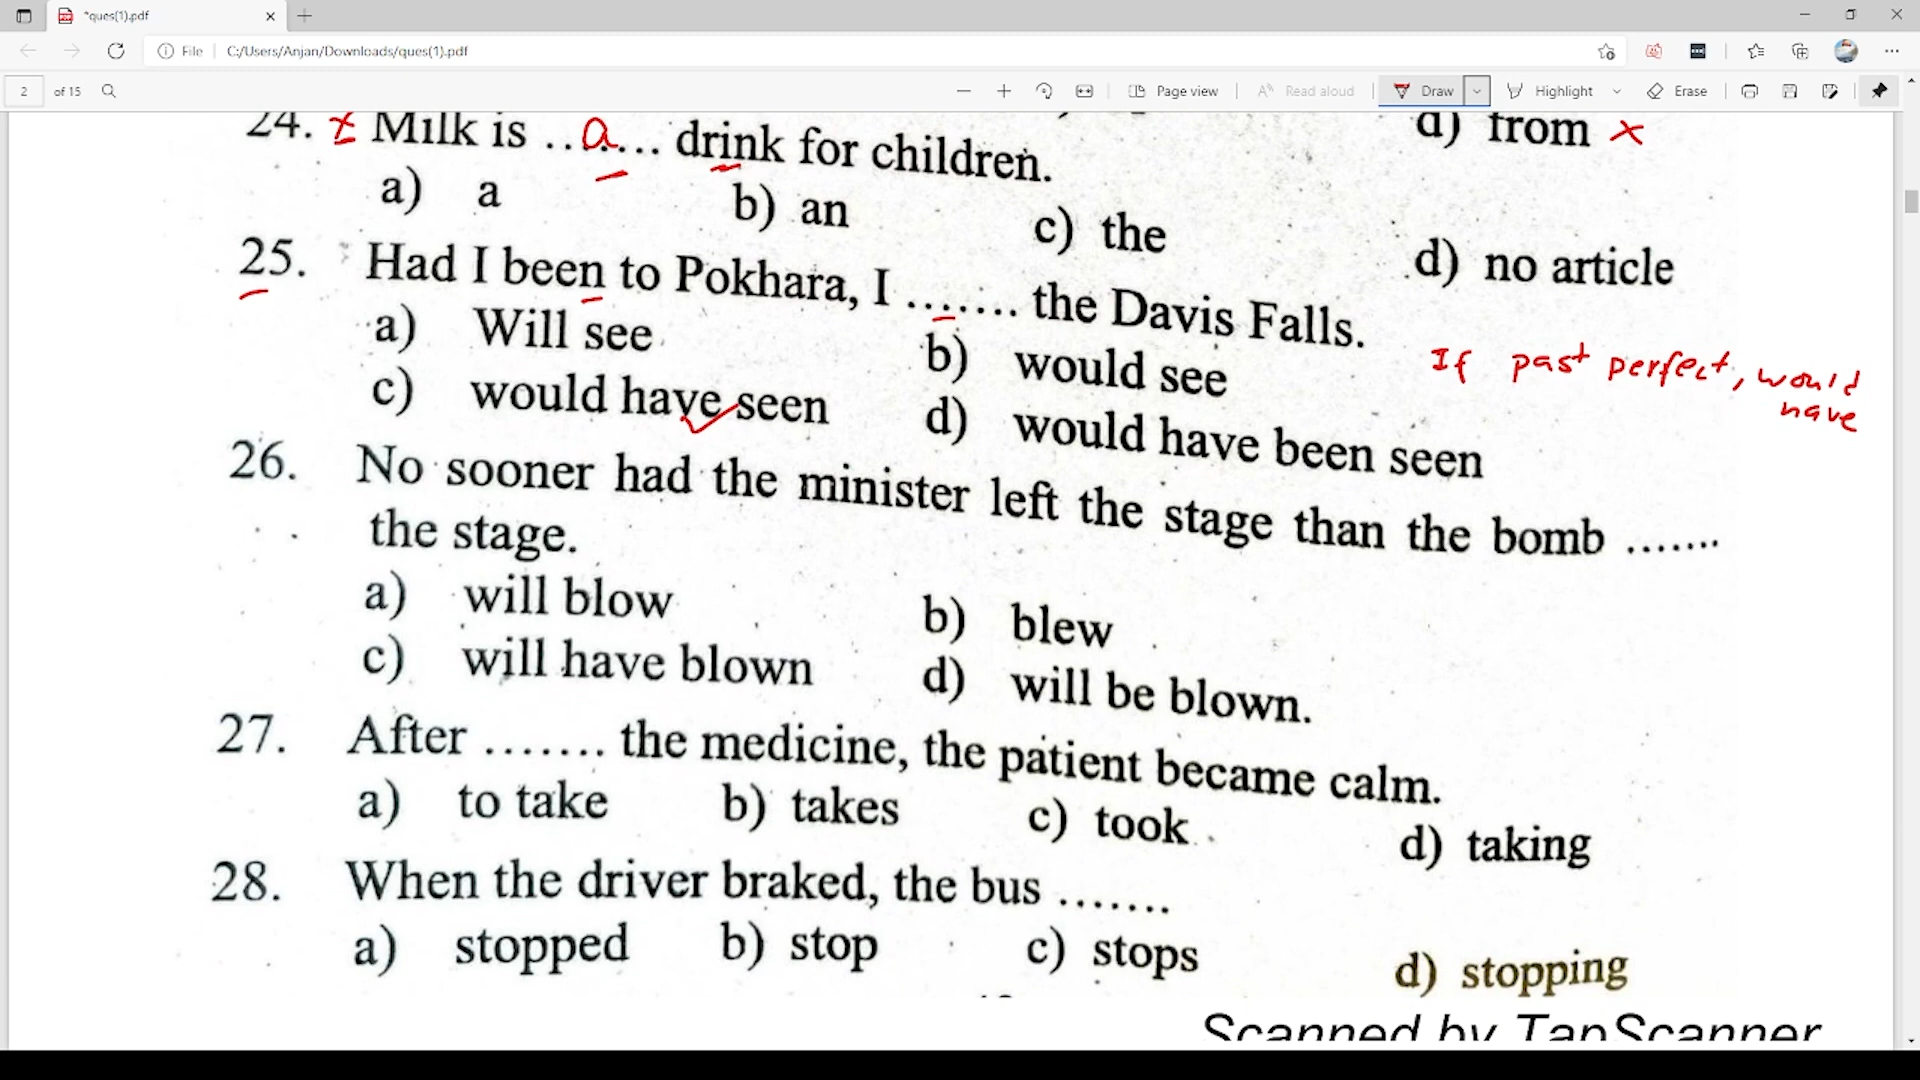 *ques(1).pdf
File C:/Users/Anjan/Downloads/ques(1).pdf
2 of 15 Page view Read aloud Draw Highlight Erase
d) from x
24. Milk is ..a... drink for children.
a) a b) an c) the d) no article
25. Had I been to Pokhara, I ....... the Davis Falls.
a) Will see b) would see
c) would have seen d) would have been seen
If past perfect, would
have
26. No sooner had the minister left the stage than the bomb .......
the stage.
a) will blow b) blew
c) will have blown d) will be blown.
27. After ....... the medicine, the patient became calm.
a) to take b) takes c) took d) taking
28. When the driver braked, the bus .......
a) stopped b) stop c) stops d) stopping
Scanned by TapScanner